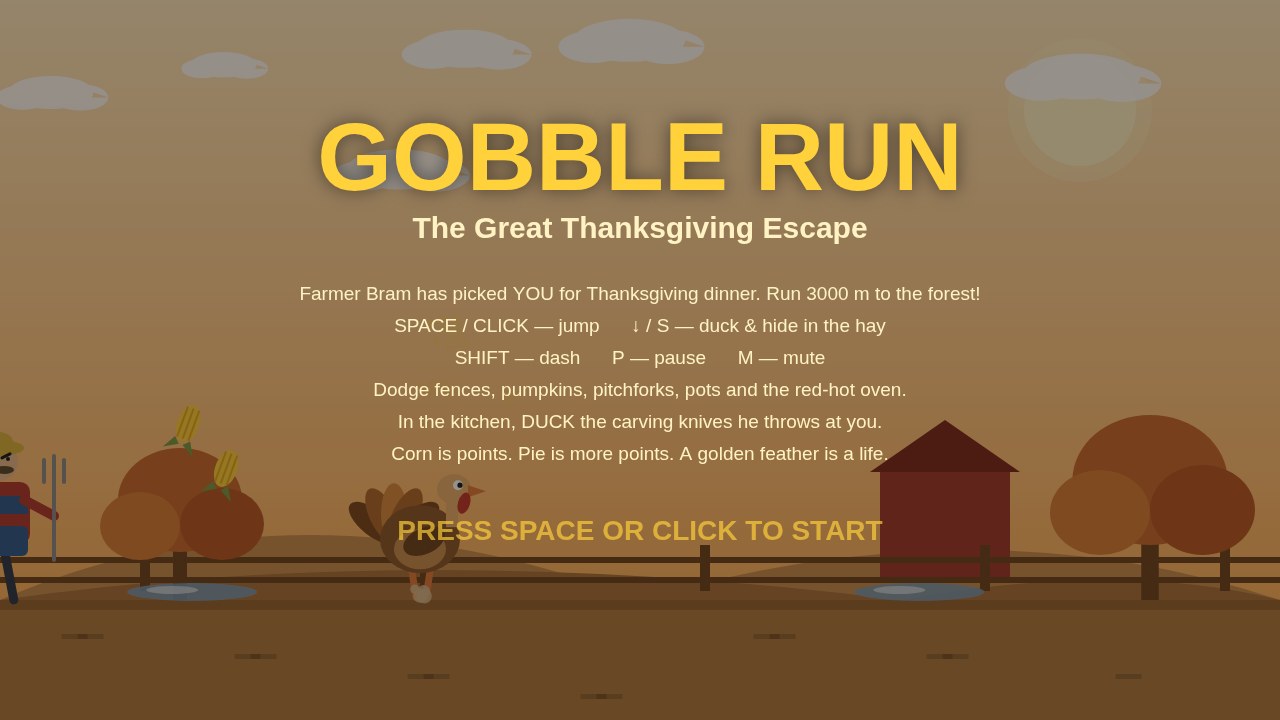 GOBBLE RUN
The Great Thanksgiving Escape
Farmer Bram has picked YOU for Thanksgiving dinner. Run 3000 m to the forest!
SPACE / CLICK — jump ↓ / S — duck & hide in the hay
SHIFT — dash P — pause M — mute
Dodge fences, pumpkins, pitchforks, pots and the red-hot oven.
In the kitchen, DUCK the carving knives he throws at you.
Corn is points. Pie is more points. A golden feather is a life.
PRESS SPACE OR CLICK TO START